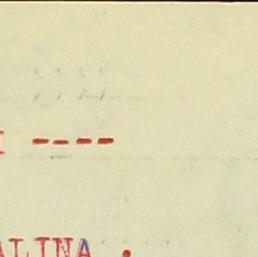 ----
ALINA .